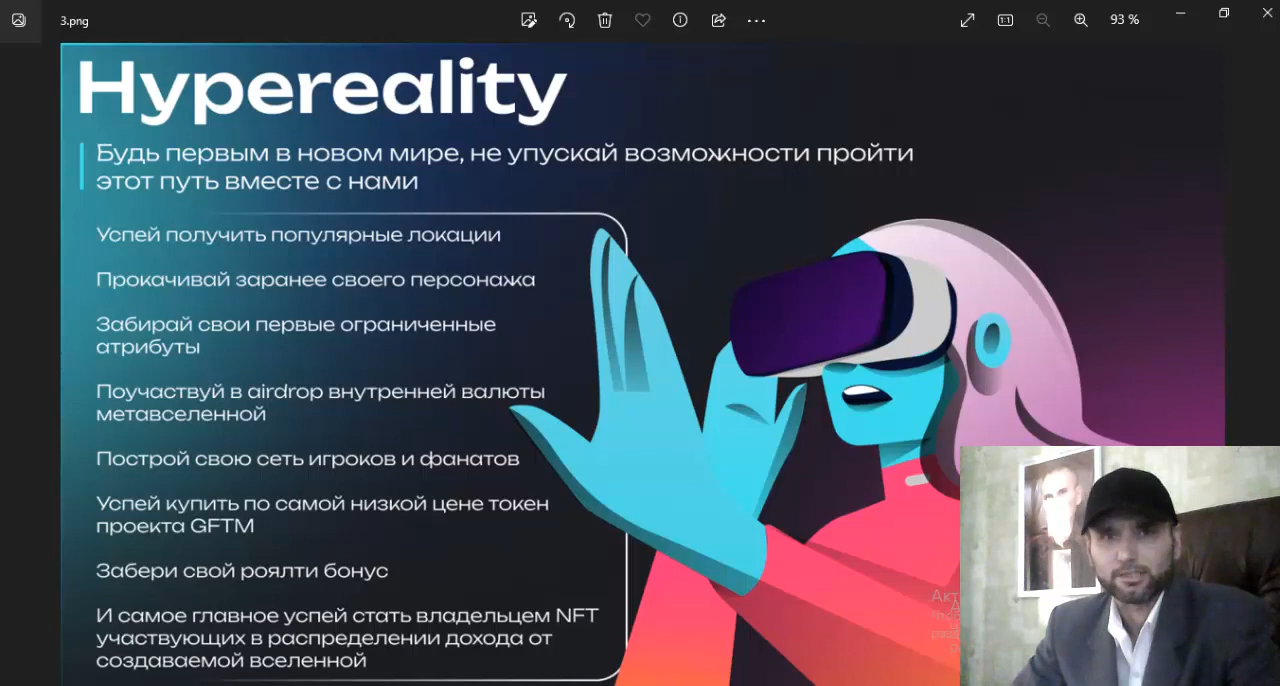 3.png
93 %
Hypereality
Будь первым в новом мире, не упускай возможности пройти
этот путь вместе с нами
Успей получить популярные локации
Прокачивай заранее своего персонажа
Забирай свои первые ограниченные
атрибуты
Поучаствуй в airdrop внутренней валюты
метавселенной
Построй свою сеть игроков и фанатов
Успей купить по самой низкой цене токен
проекта GFTM
Забери свой роялти бонус
И самое главное успей стать владельцем NFT
участвующих в распределении дохода от
создаваемой вселенной